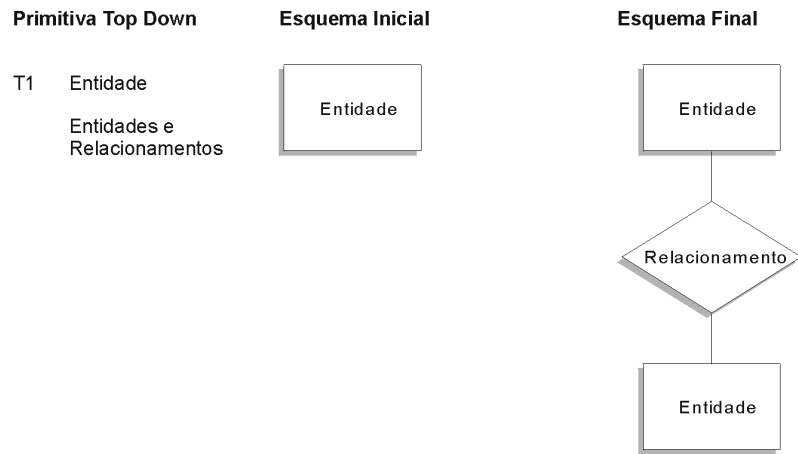 Primitiva Top Down
Esquema Inicial
Esquema Final
T1 Entidade
Entidades e
Relacionamentos
Entidade
Entidade
Relacionamento
Entidade